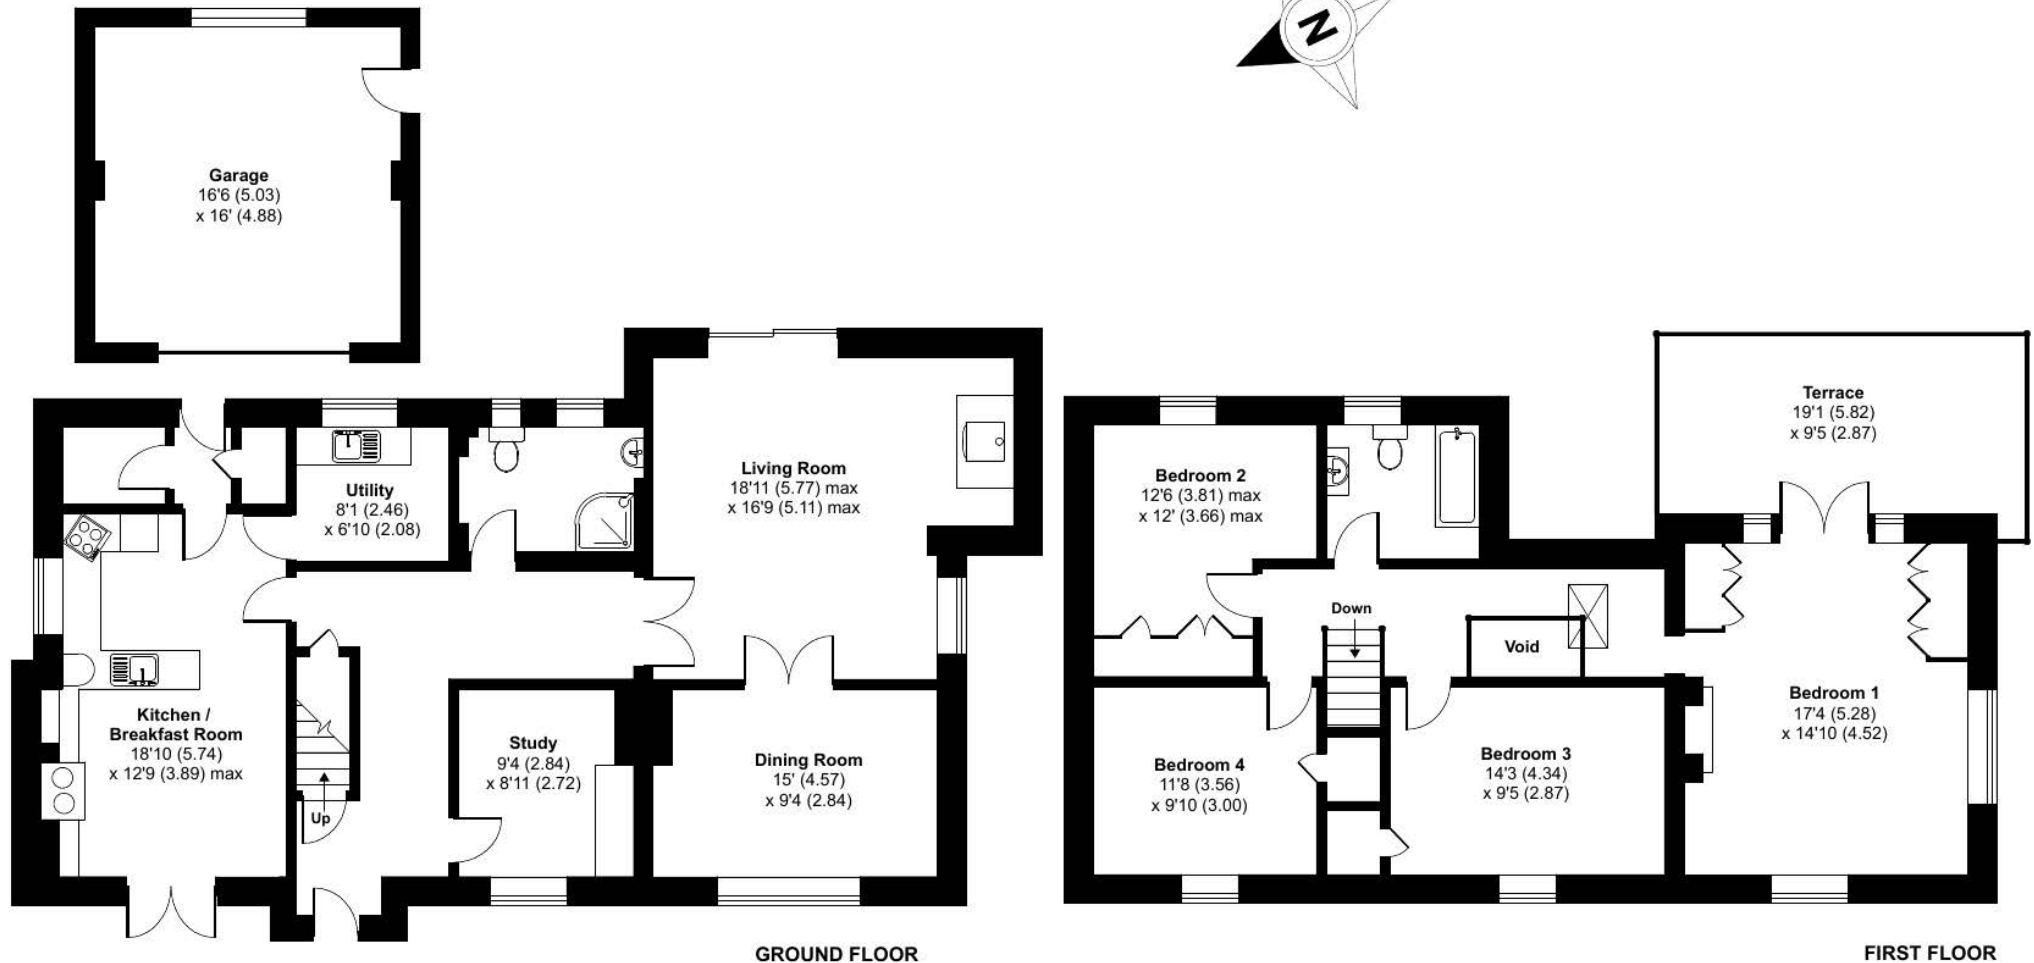 N
Garage
16'6 (5.03)
x 16' (4.88)
Utility
8'1 (2.46)
x 6'10 (2.08)
Living Room
18'11 (5.77) max
x 16'9 (5.11) max
Kitchen /
Breakfast Room
18'10 (5.74)
x 12'9 (3.89) max
Up
Study
9'4 (2.84)
x 8'11 (2.72)
Dining Room
15' (4.57)
x 9'4 (2.84)
GROUND FLOOR
Terrace
19'1 (5.82)
x 9'5 (2.87)
Bedroom 2
12'6 (3.81) max
x 12' (3.66) max
Down
Void
Bedroom 1
17'4 (5.28)
x 14'10 (4.52)
Bedroom 4
11'8 (3.56)
x 9'10 (3.00)
Bedroom 3
14'3 (4.34)
x 9'5 (2.87)
FIRST FLOOR